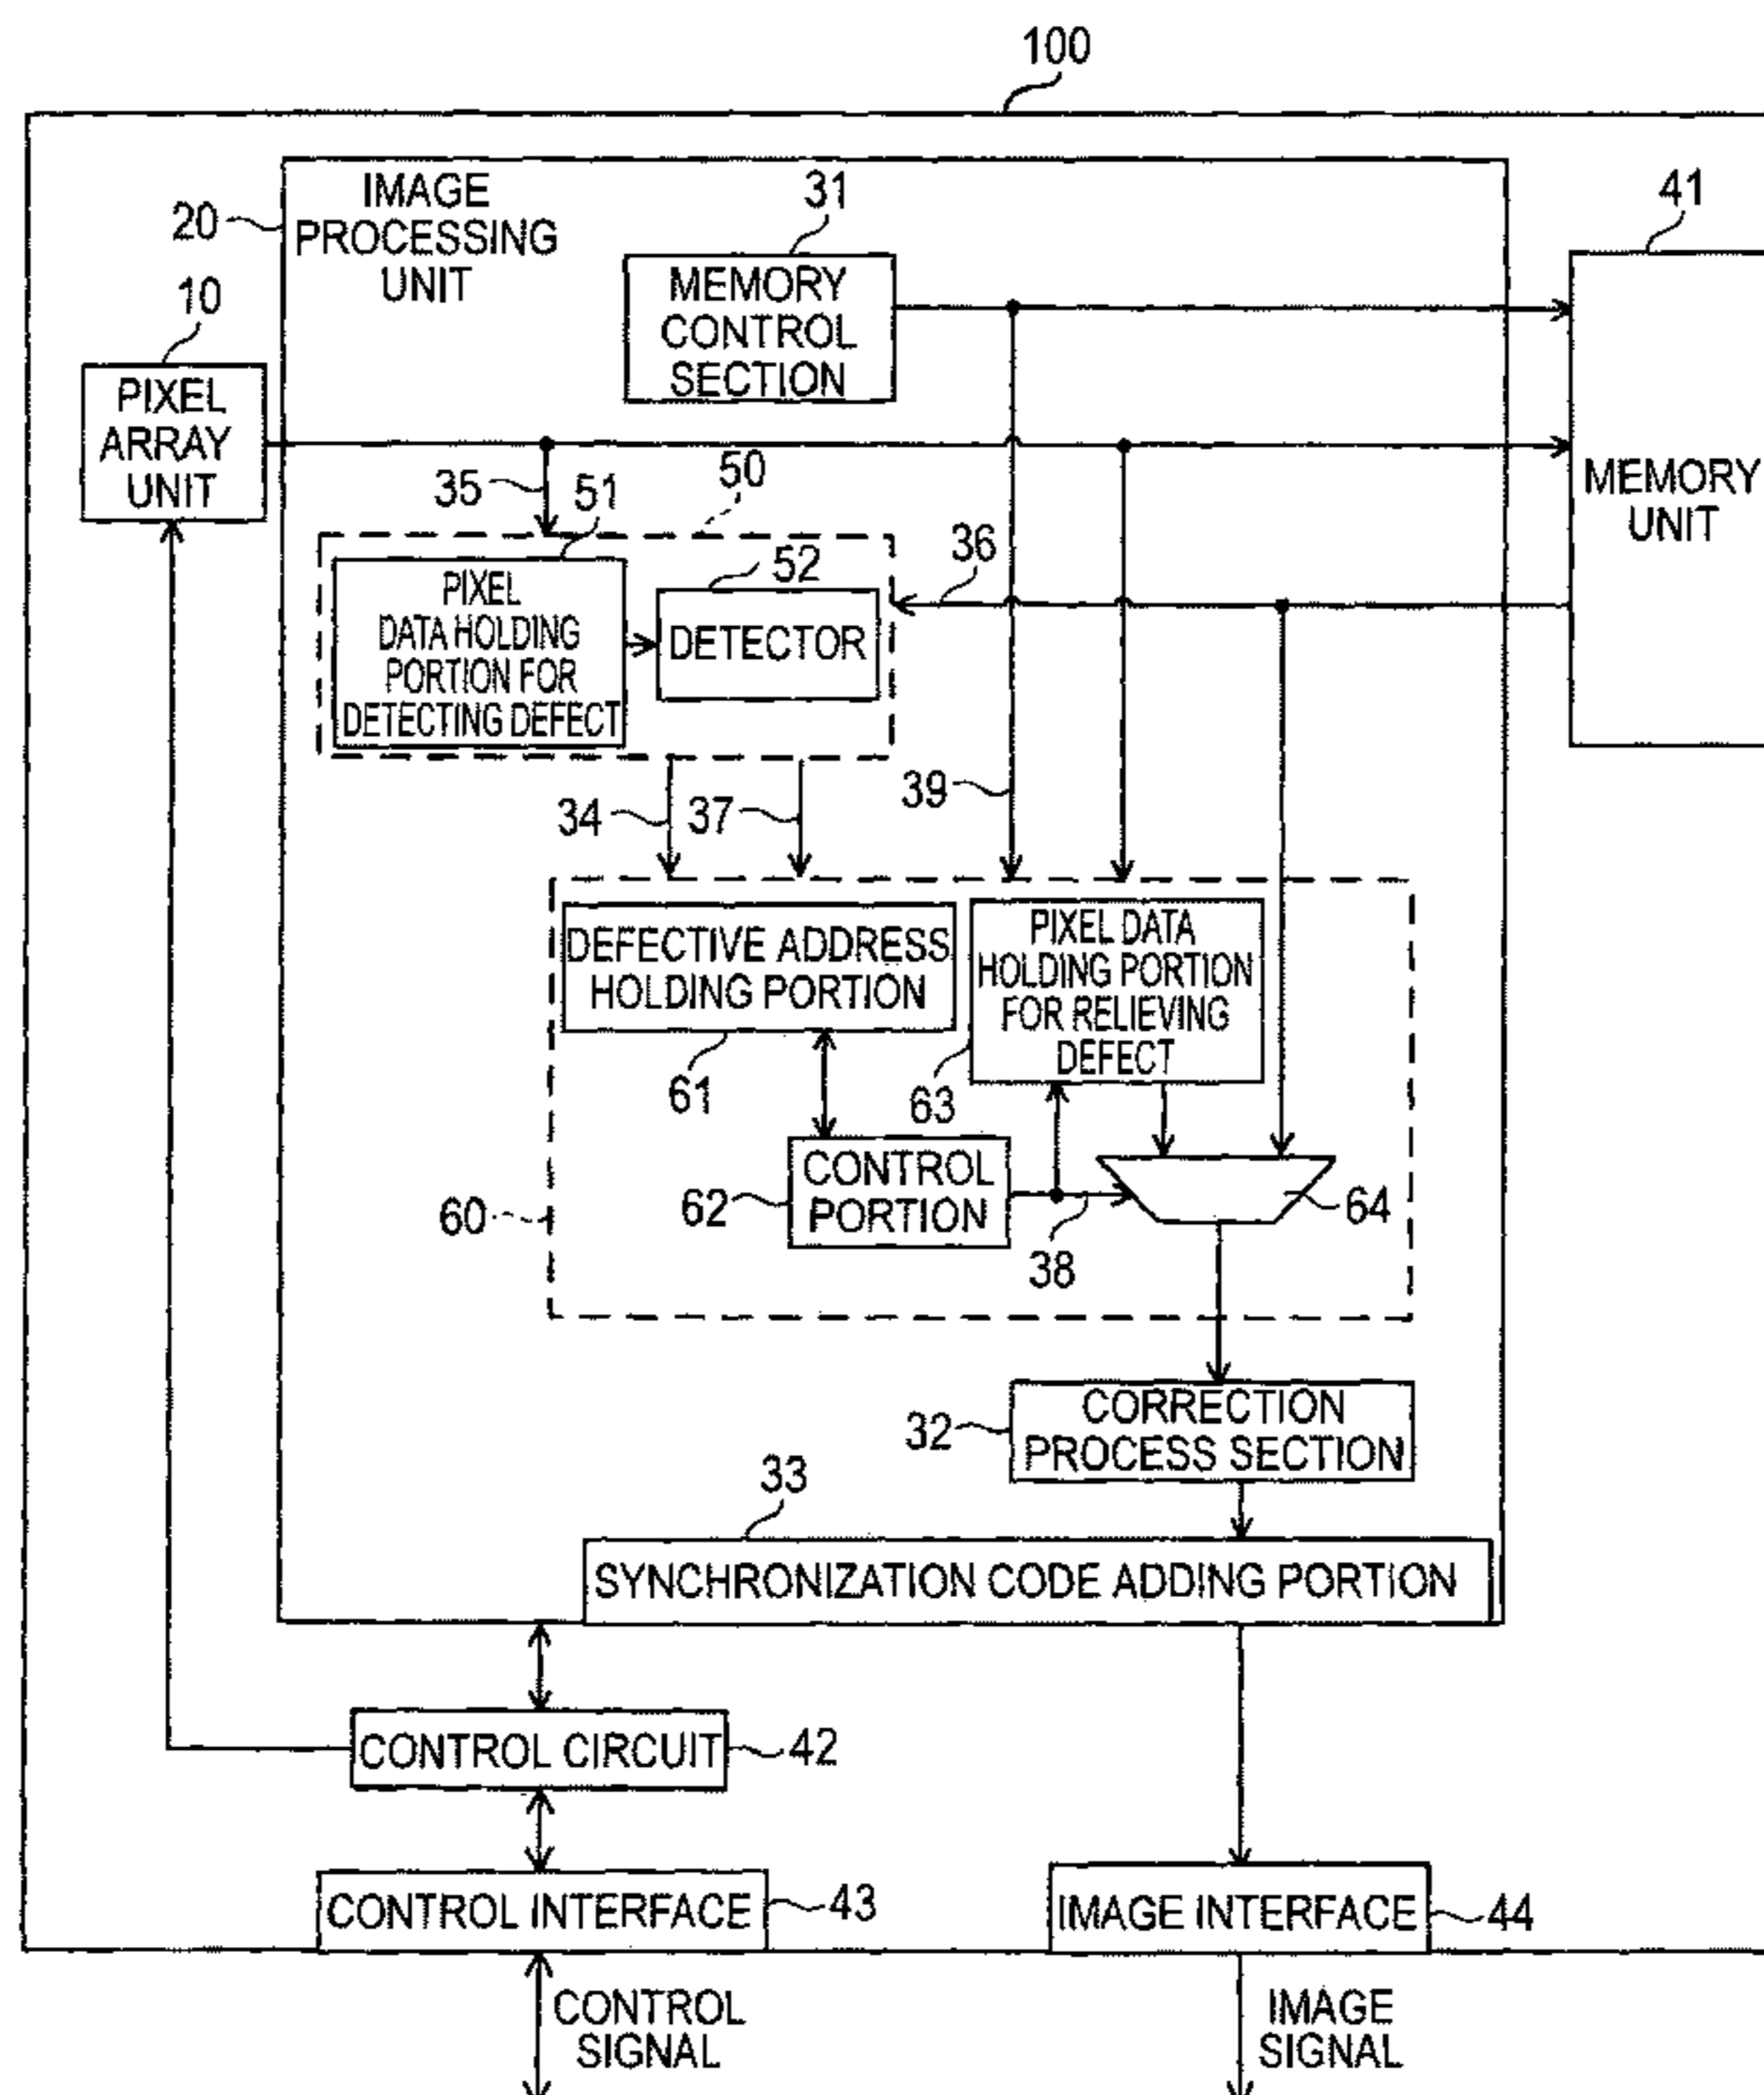 100
IMAGE
PROCESSING
UNIT
20
31
41
10
MEMORY
CONTROL
SECTION
PIXEL
ARRAY
UNIT
MEMORY
UNIT
35
51
50
52
36
PIXEL
DATA HOLDING
PORTION FOR
DETECTING DEFECT
DETECTOR
34
37
39
DEFECTIVE ADDRESS
HOLDING PORTION
PIXEL DATA
HOLDING PORTION
FOR RELIEVING
DEFECT
61
63
CONTROL
PORTION
62
60
64
38
CORRECTION
PROCESS SECTION
32
33
SYNCHRONIZATION CODE ADDING PORTION
CONTROL CIRCUIT
42
CONTROL INTERFACE
43
IMAGE INTERFACE
44
CONTROL
SIGNAL
IMAGE
SIGNAL